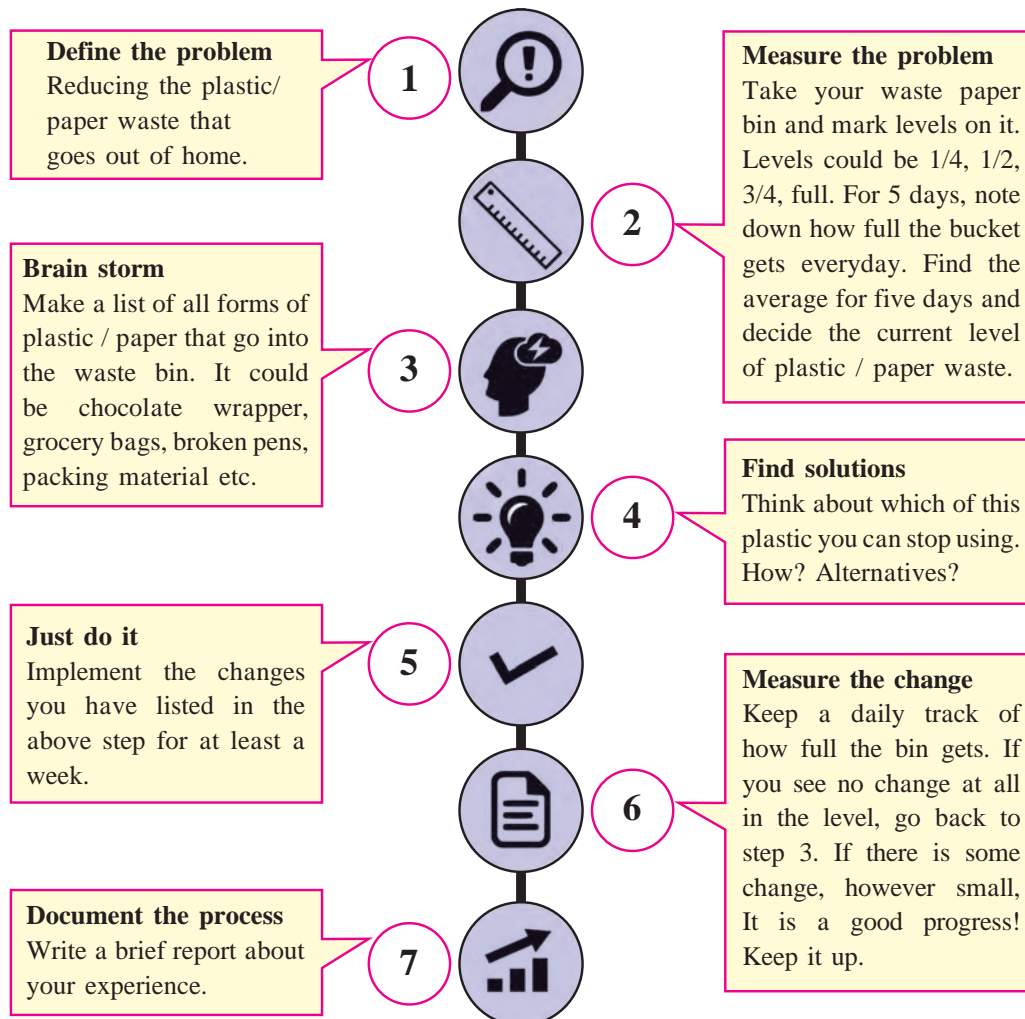 Define the problem
Reducing the plastic/
paper waste that
goes out of home.
1
Measure the problem
Take your waste paper
bin and mark levels on it.
Levels could be 1/4, 1/2,
3/4, full. For 5 days, note
down how full the bucket
gets everyday. Find the
average for five days and
decide the current level
of plastic / paper waste.
2
Brain storm
Make a list of all forms of
plastic / paper that go into
the waste bin. It could
be chocolate wrapper,
grocery bags, broken pens,
packing material etc.
3
Find solutions
Think about which of this
plastic you can stop using.
How? Alternatives?
4
Just do it
Implement the changes
you have listed in the
above step for at least a
week.
5
Measure the change
Keep a daily track of
how full the bin gets. If
you see no change at all
in the level, go back to
step 3. If there is some
change, however small,
It is a good progress!
Keep it up.
6
Document the process
Write a brief report about
your experience.
7